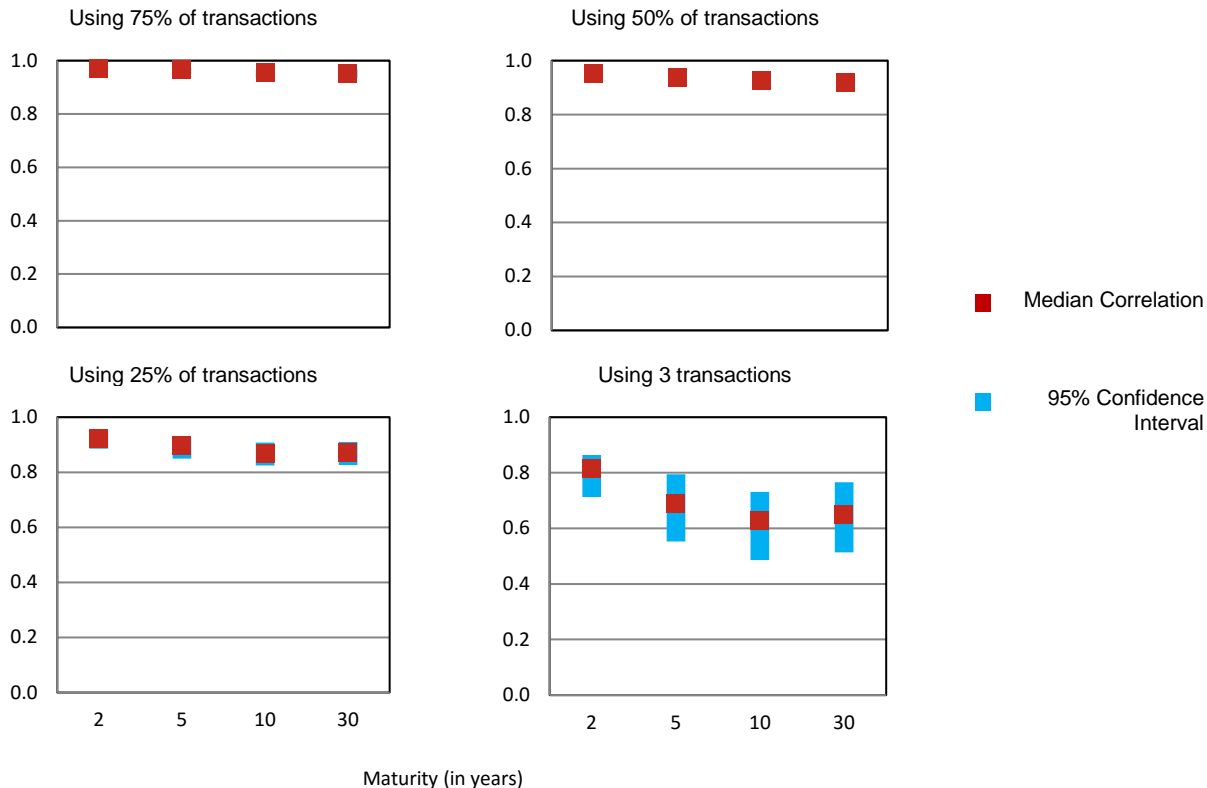 Using 75% of transactions
1.0
0.8
0.6
0.4
0.2
0.0
Using 50% of transactions
1.0
0.8
0.6
0.4
0.2
0.0
Median Correlation
95% Confidence
Interval
Using 25% of transactions
1.0
0.8
0.6
0.4
0.2
0.0
2 5 10 30
Using 3 transactions
1.0
0.8
0.6
0.4
0.2
0.0
2 5 10 30
Maturity (in years)